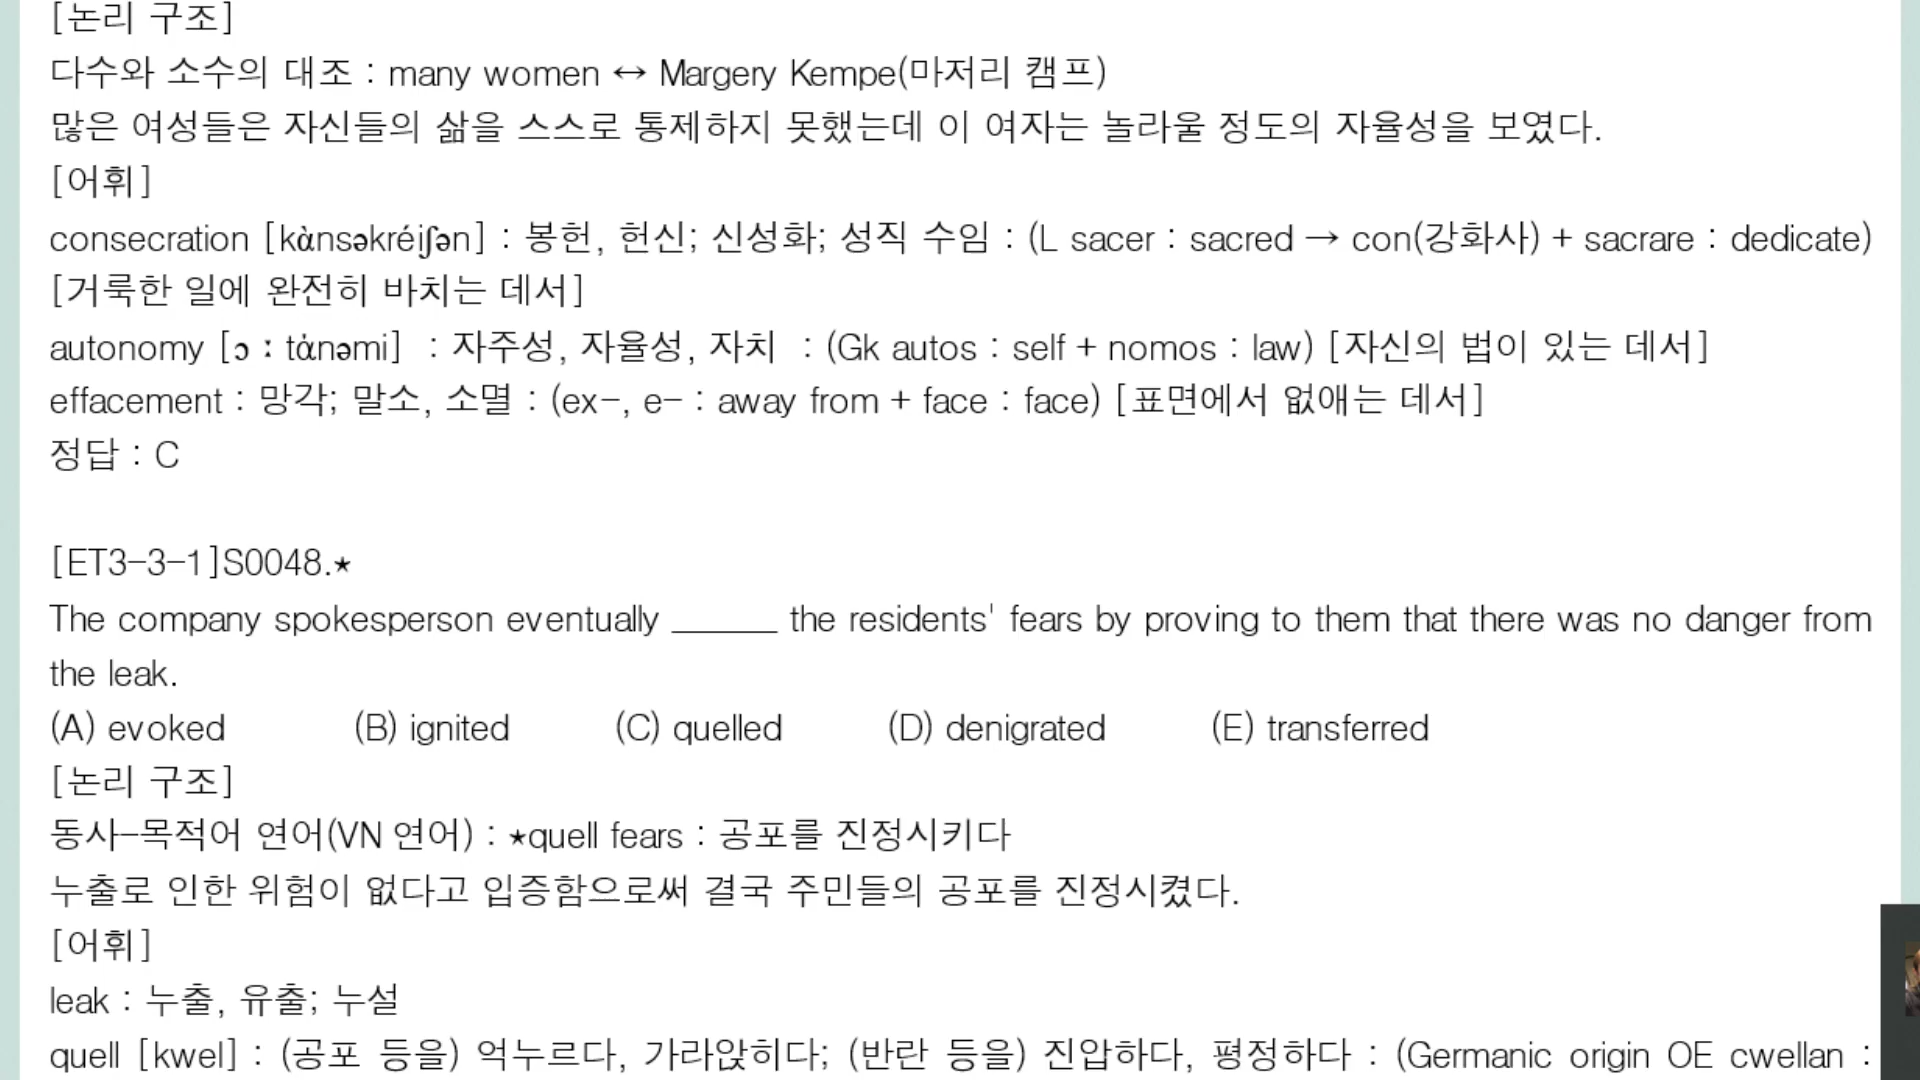 [논리 구조]
다수와 소수의 대조 : many women ↔ Margery Kempe(마저리 캠프)
많은 여성들은 자신들의 삶을 스스로 통제하지 못했는데 이 여자는 놀라울 정도의 자율성을 보였다.
[어휘]
consecration [kὰnsəkréiʃən] : 봉헌, 헌신; 신성화; 성직 수임 : (L sacer : sacred → con(강화사) + sacrare : dedicate)
[거룩한 일에 완전히 바치는 데서]
autonomy [ɔːtάnəmi] : 자주성, 자율성, 자치 : (Gk autos : self + nomos : law) [자신의 법이 있는 데서]
effacement : 망각; 말소, 소멸 : (ex-, e- : away from + face : face) [표면에서 없애는 데서]
정답 : C
[ET3-3-1]S0048.★
The company spokesperson eventually ______ the residents' fears by proving to them that there was no danger from
the leak.
(A) evoked (B) ignited (C) quelled (D) denigrated (E) transferred
[논리 구조]
동사-목적어 연어(VN 연어) : ★quell fears : 공포를 진정시키다
누출로 인한 위험이 없다고 입증함으로써 결국 주민들의 공포를 진정시켰다.
[어휘]
leak : 누출, 유출; 누설
quell [kwel] : (공포 등을) 억누르다, 가라앉히다; (반란 등을) 진압하다, 평정하다 : (Germanic origin OE cwellan :